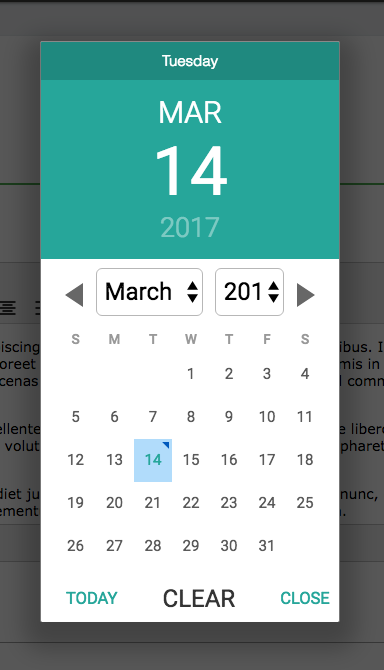 Tuesday
MAR
14
2017
March 201
S M T W T F S
1 2 3 4
5 6 7 8 9 10 11
12 13 14 15 16 17 18
19 20 21 22 23 24 25
26 27 28 29 30 31
TODAY CLEAR CLOSE